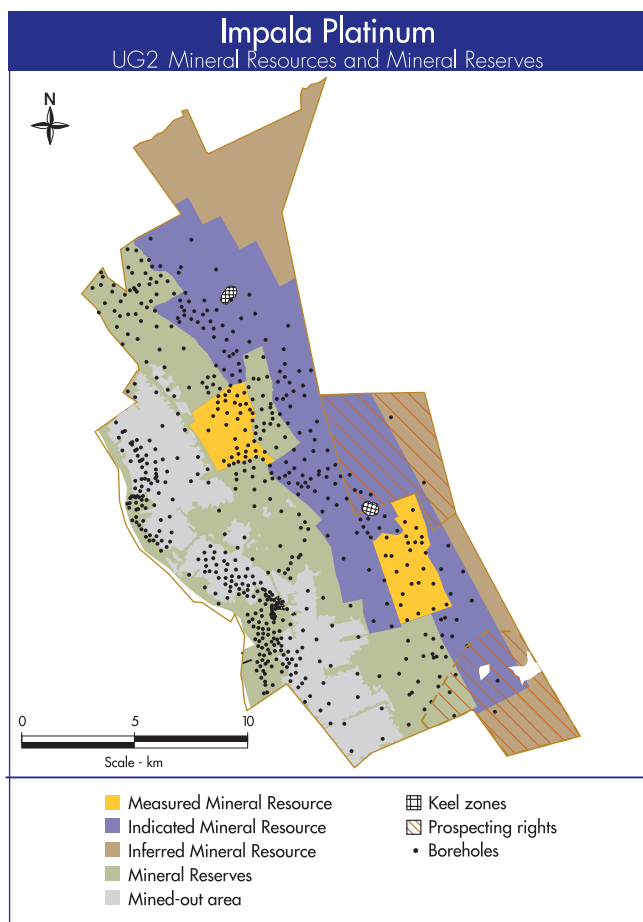 Impala Platinum
UG2 Mineral Resources and Mineral Reserves
N
0 5 10
Scale - km
Measured Mineral Resource
Indicated Mineral Resource
Inferred Mineral Resource
Mineral Reserves
Mined-out area
Keel zones
Prospecting rights
Boreholes